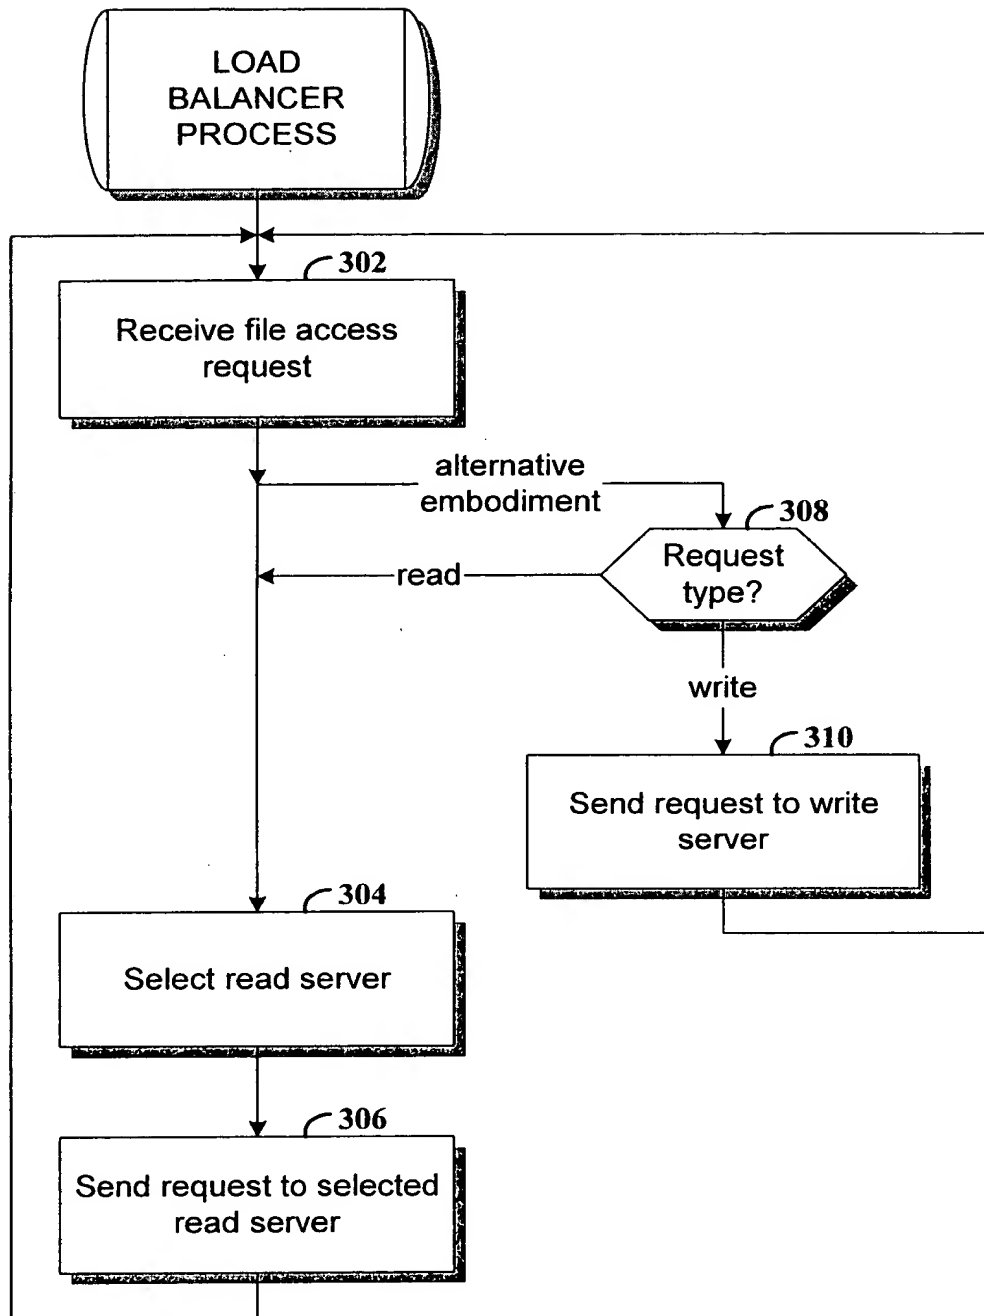 LOAD
BALANCER
PROCESS
302
Receive file access
request
alternative
embodiment
308
Request
type?
read
write
310
Send request to write
server
304
Select read server
306
Send request to selected
read server